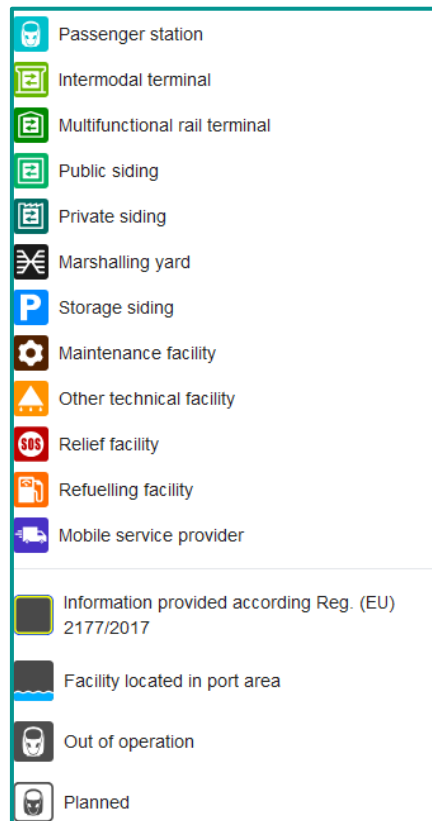 Passenger station
Intermodal terminal
Multifunctional rail terminal
Public siding
Private siding
Marshalling yard
P Storage siding
Maintenance facility
Other technical facility
SOS Relief facility
Refuelling facility
Mobile service provider
Information provided according Reg. (EU)
2177/2017
Facility located in port area
Out of operation
Planned